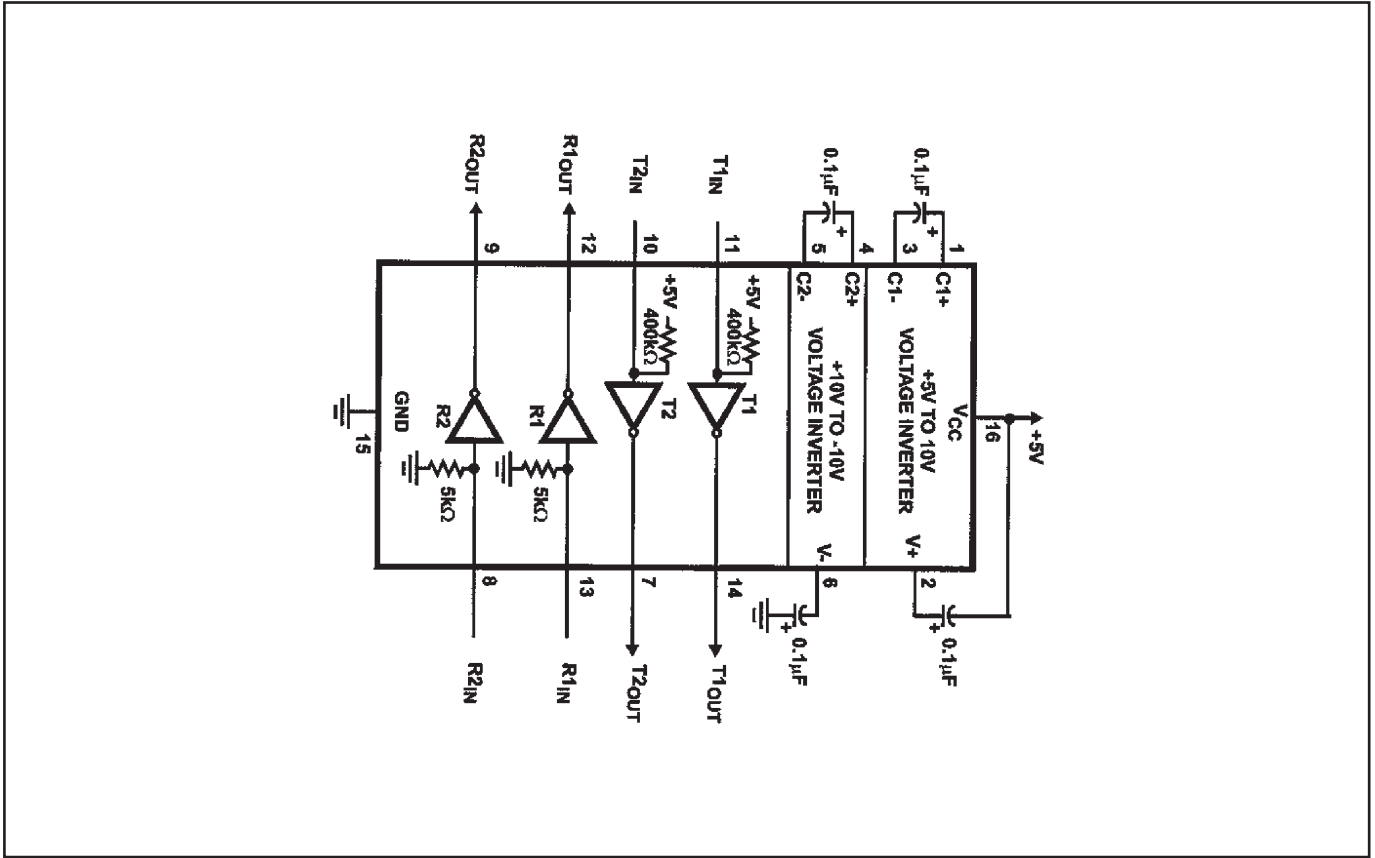 +5V
16
V_CC
0.1µF
+
1
C1+
3
C1-
+5V TO 10V
VOLTAGE INVERTER
V+
2
+
0.1µF
0.1µF
+
4
C2+
5
C2-
+10V TO -10V
VOLTAGE INVERTER
V-
6
+
0.1µF
T1IN
11
+5V
400kΩ
T1
14
T1OUT
T2IN
10
+5V
400kΩ
T2
7
T2OUT
R1OUT
12
R1
5kΩ
13
R1IN
R2OUT
9
R2
5kΩ
8
R2IN
GND
15